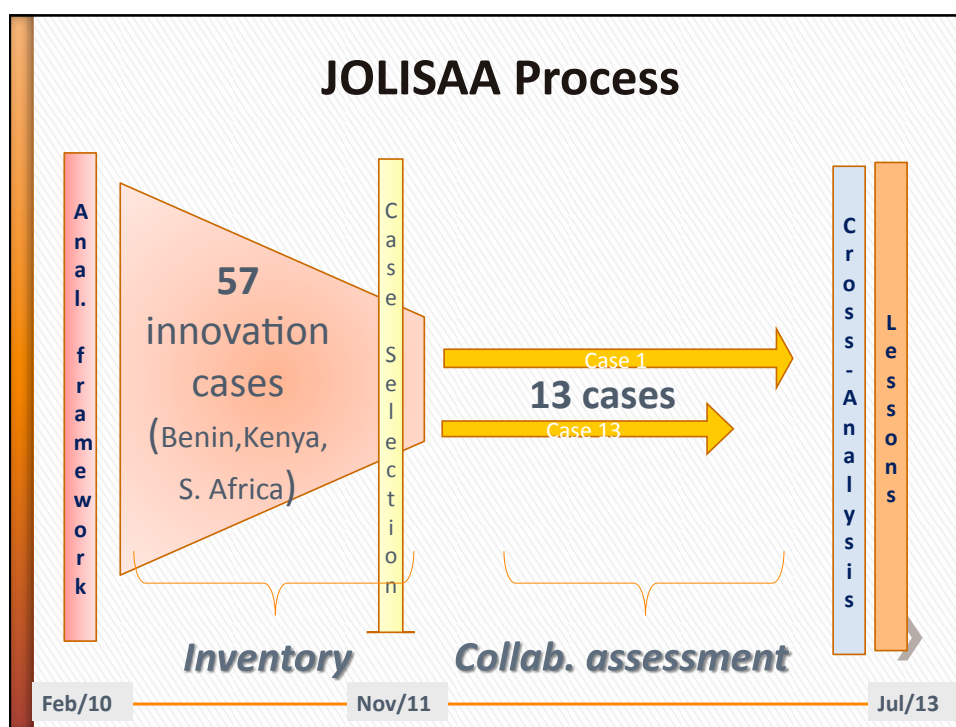 JOLISAA Process
Anal. framework
57
innovation
cases
(Benin,Kenya,
S. Africa)
Case Selection
Case 1
13 cases
Case 13
Cross-Analysis
Lessons
Inventory
Collab. assessment
Feb/10
Nov/11
Jul/13